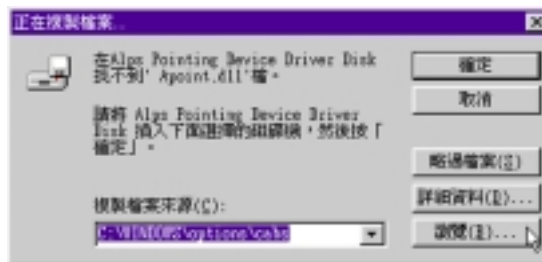 正在複製檔案...
在Alps Pointing Device Driver Disk
找不到' Apoint.dll'檔。
請將 Alps Pointing Device Driver
Disk 插入下面選擇的磁碟機，然後按「
確定」。
複製檔案來源(C):
C:\WINDOWS\options\cabs
確定
取消
略過檔案(S)
詳細資料(D)...
瀏覽(B)...